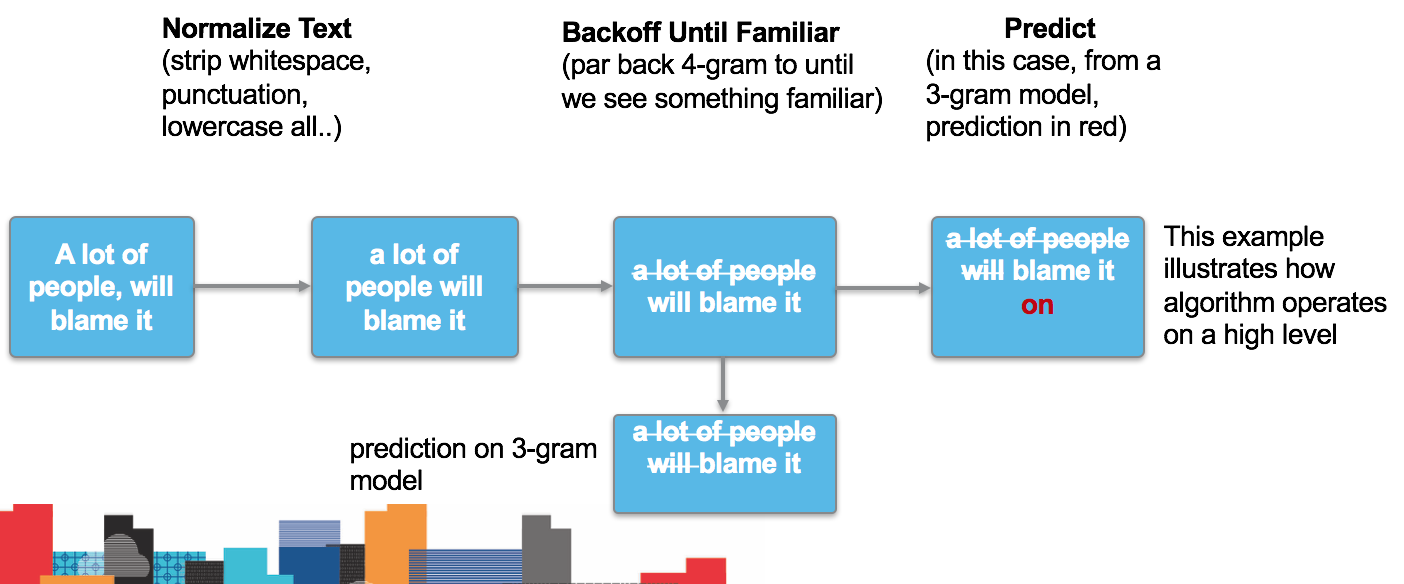 Normalize Text
(strip whitespace,
punctuation,
lowercase all..)
Backoff Until Familiar
(par back 4-gram to until
we see something familiar)
Predict
(in this case, from a
3-gram model,
prediction in red)
A lot of
people, will
blame it
a lot of
people will
blame it
a lot of people
will blame it
a lot of people
will blame it
on
This example
illustrates how
algorithm operates
on a high level
prediction on 3-gram
model
a lot of people
will blame it